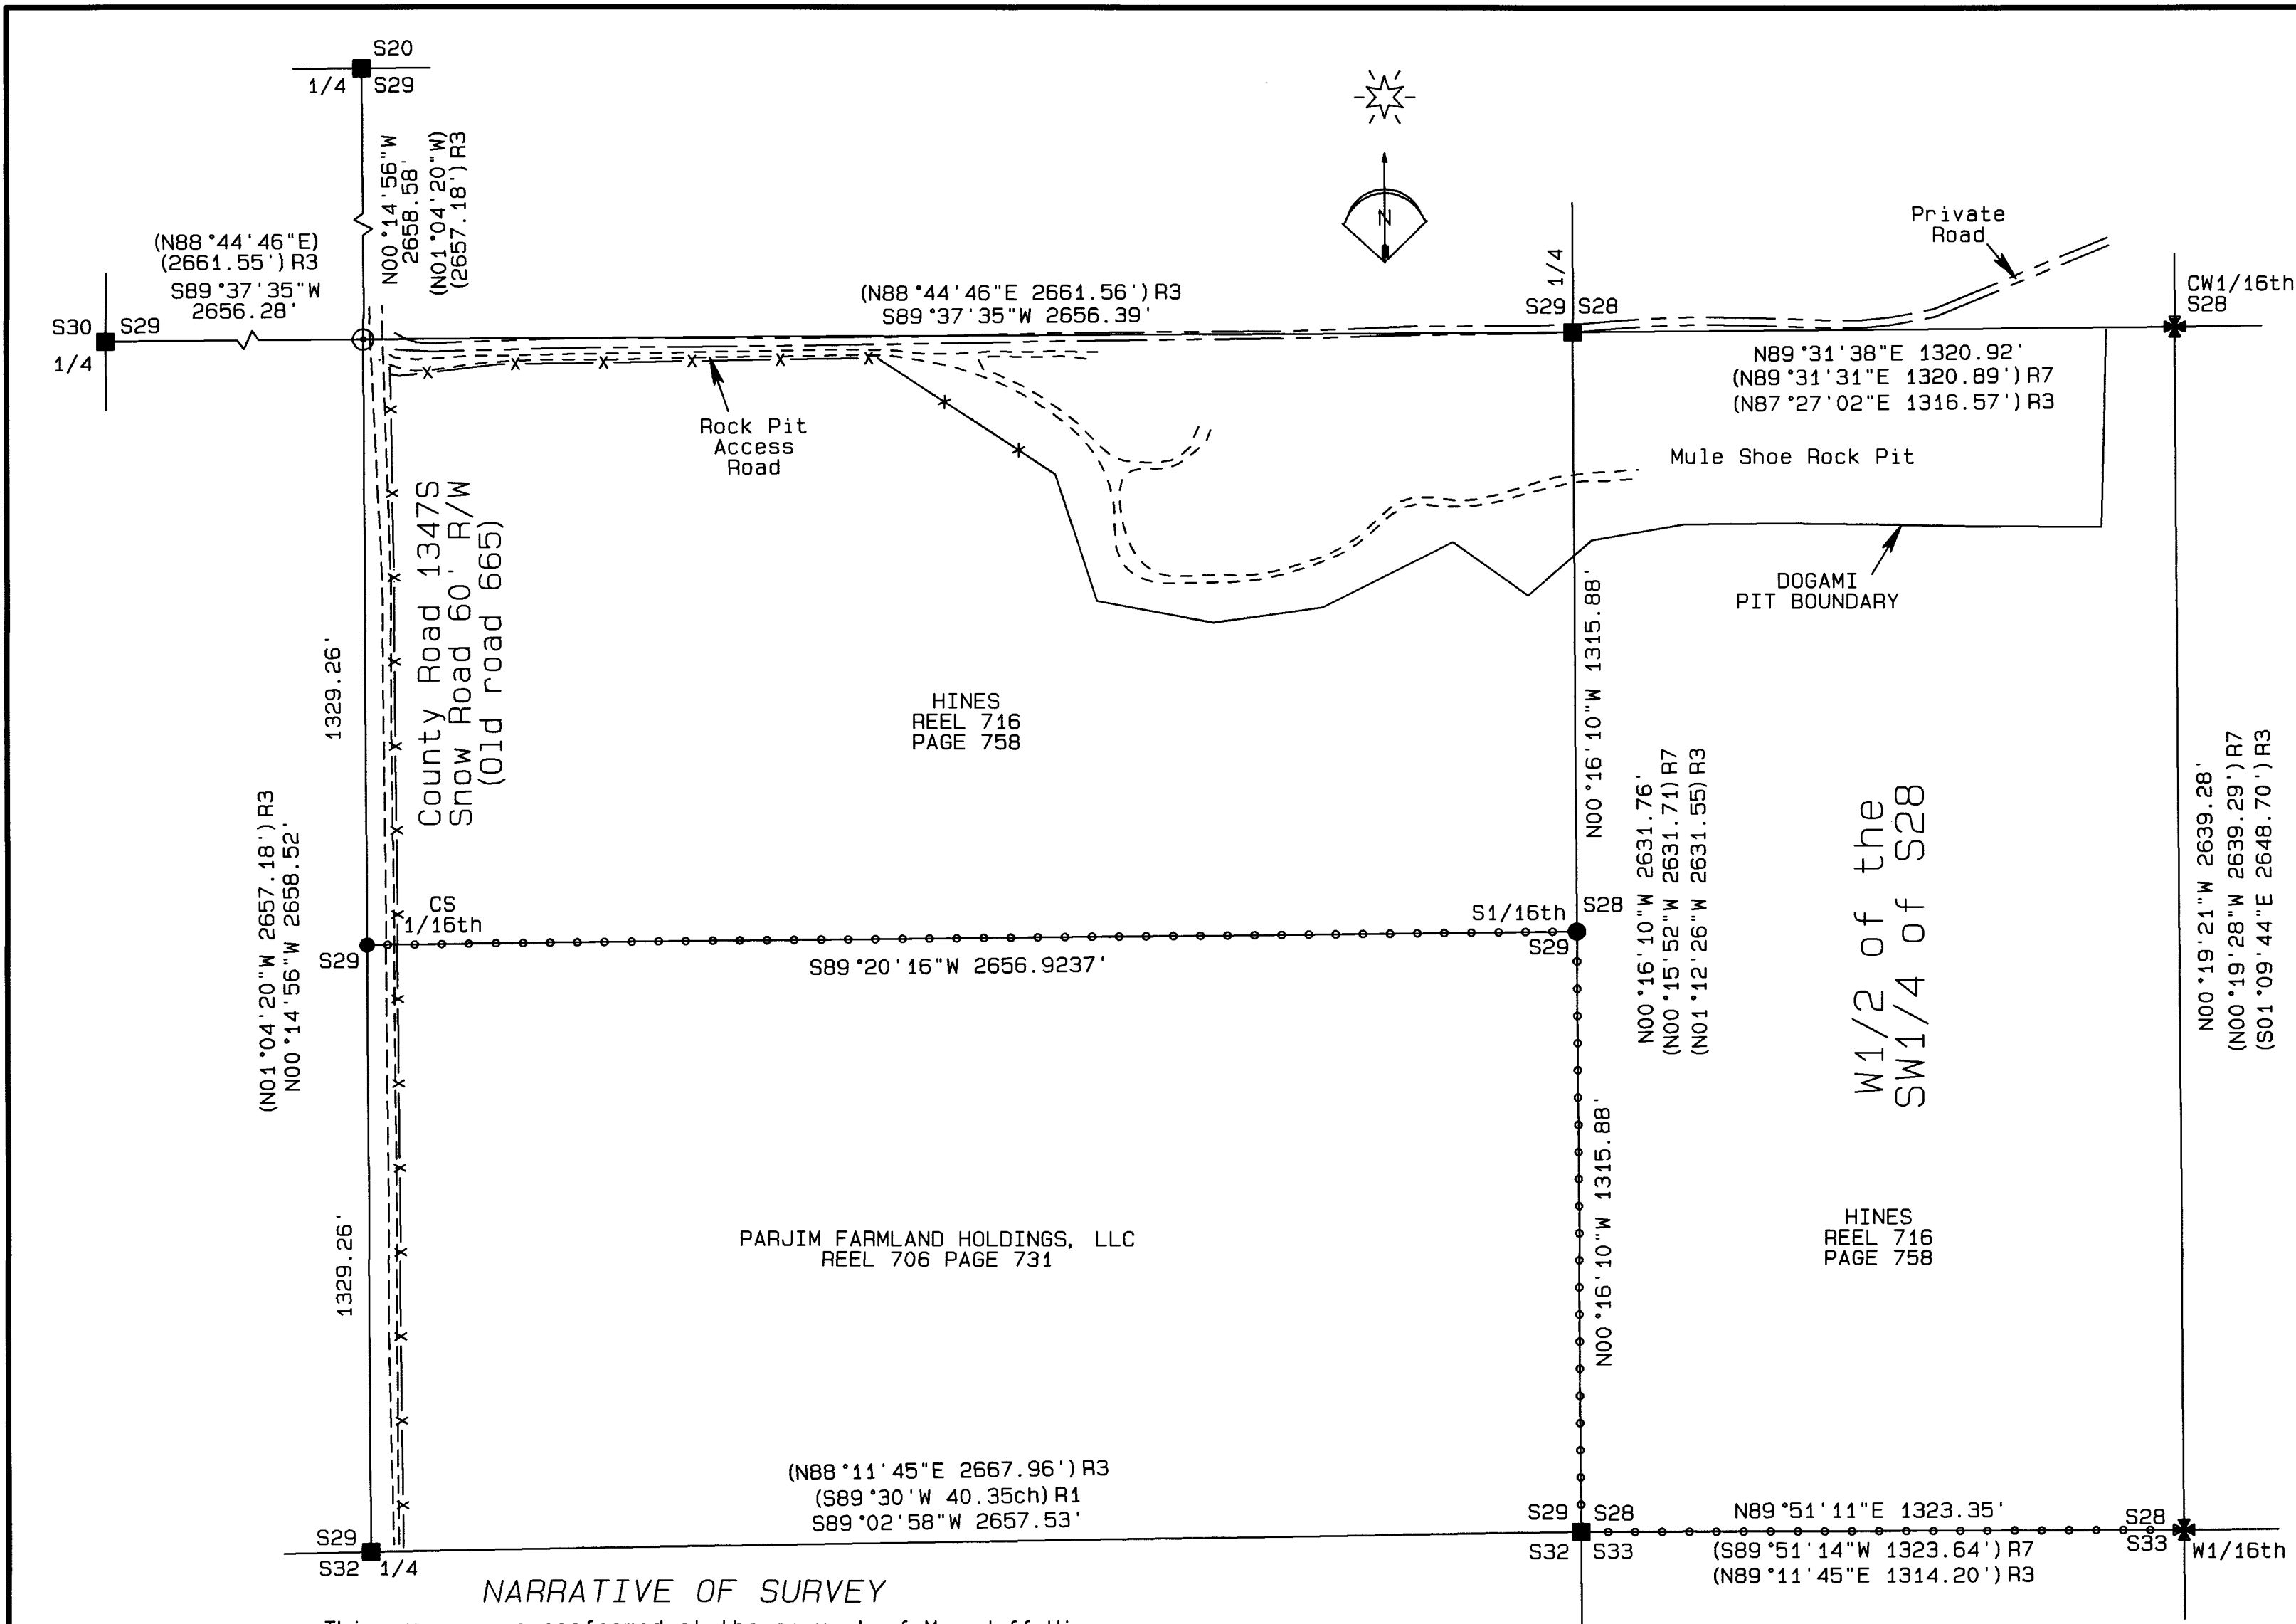 S20
1/4 S29
N00°14'56"W
2658.58'
(N01°04'20"W)
(2657.18')R3
(N88°44'46"E)
(2661.55')R3
S89°37'35"W
2656.28'
S30 S29
1/4
(N88°44'46"E 2661.56')R3
S89°37'35"W 2656.39'
N
1/4
S29 S28
Private
Road
CW1/16th
S28
N89°31'38"E 1320.92'
(N89°31'31"E 1320.89')R7
(N87°27'02"E 1316.57')R3
Rock Pit
Access
Road
Mule Shoe Rock Pit
DOGAMI
PIT BOUNDARY
County Road 1347S
Snow Road 60' R/W
(Old road 665)
1329.26'
HINES
REEL 716
PAGE 758
N00°16'10"W 1315.88'
N00°16'10"W 2631.76'
(N00°15'52"W 2631.71)R7
(N01°12'26"W 2631.55)R3
W1/2 of the
SW1/4 of S28
N00°19'21"W 2639.28'
(N00°19'28"W 2639.29')R7
(S01°09'44"E 2648.70')R3
(N01°04'20"W 2657.18')R3
N00°14'56"W 2658.52'
CS
1/16th
S29
S1/16th S28
S29
S89°20'16"W 2656.9237'
1329.26'
PARJIM FARMLAND HOLDINGS, LLC
REEL 706 PAGE 731
N00°16'10"W 1315.88'
HINES
REEL 716
PAGE 758
(N88°11'45"E 2667.96')R3
(S89°30'W 40.35ch)R1
S89°02'58"W 2657.53'
S29
S32 1/4
S29 S28
S32 S33
N89°51'11"E 1323.35'
(S89°51'14"W 1323.64')R7
(N89°11'45"E 1314.20')R3
S28
S33 W1/16th
NARRATIVE OF SURVEY